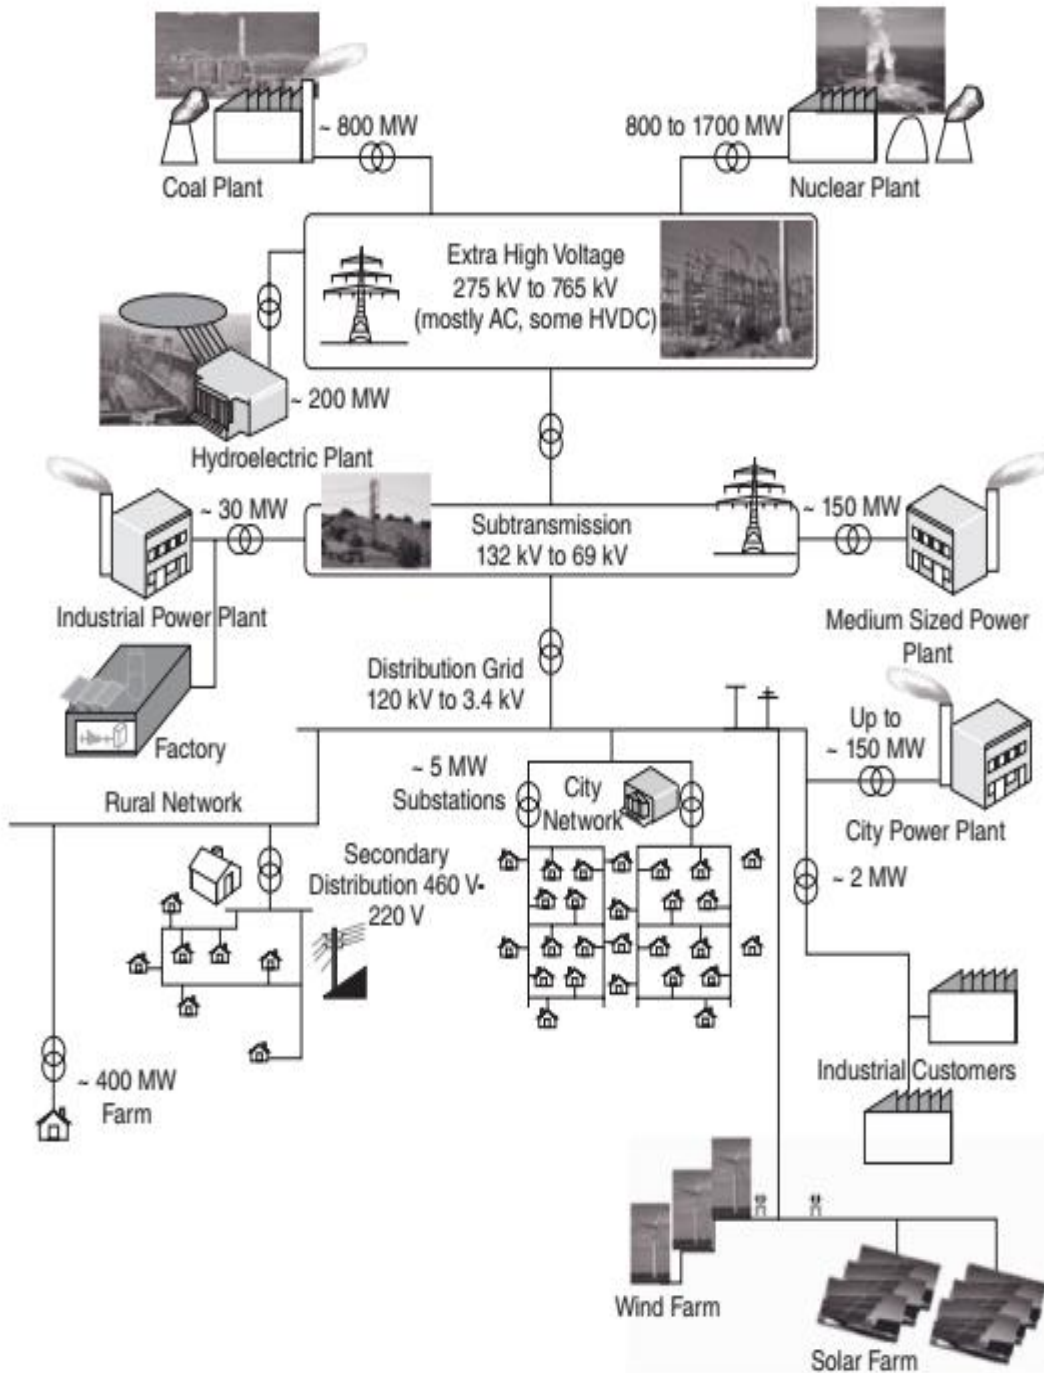 ~ 800 MW
800 to 1700 MW
Coal Plant
Nuclear Plant
Extra High Voltage
275 kV to 765 kV
(mostly AC, some HVDC)
~ 200 MW
Hydroelectric Plant
~ 30 MW
Subtransmission
132 kV to 69 kV
~ 150 MW
Industrial Power Plant
Medium Sized Power
Plant
Distribution Grid
120 kV to 3.4 kV
Factory
Up to
~ 150 MW
City Power Plant
~ 5 MW
Substations
City
Network
Rural Network
Secondary
Distribution 460 V-
220 V
~ 2 MW
~ 400 MW
Farm
Industrial Customers
Wind Farm
Solar Farm